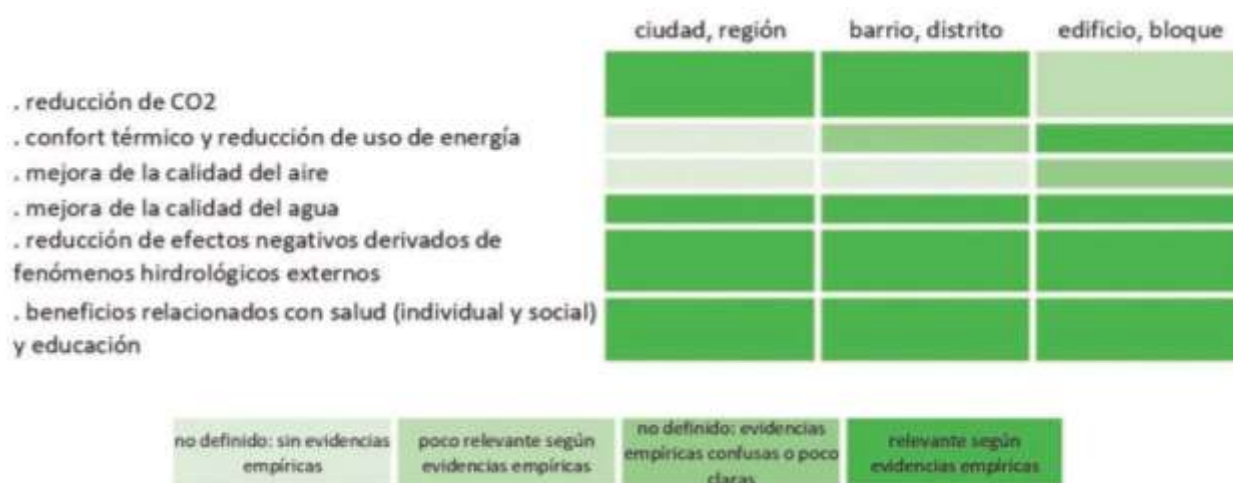 ciudad, región barrio, distrito edificio, bloque
. reducción de CO2
. confort térmico y reducción de uso de energía
. mejora de la calidad del aire
. mejora de la calidad del agua
. reducción de efectos negativos derivados de
fenómenos hirdrológicos externos
. beneficios relacionados con salud (individual y social)
y educación
no definido: sin evidencias
empíricas
poco relevante según
evidencias empíricas
no definido: evidencias
empíricas confusas o poco
claras
relevante según
evidencias empíricas